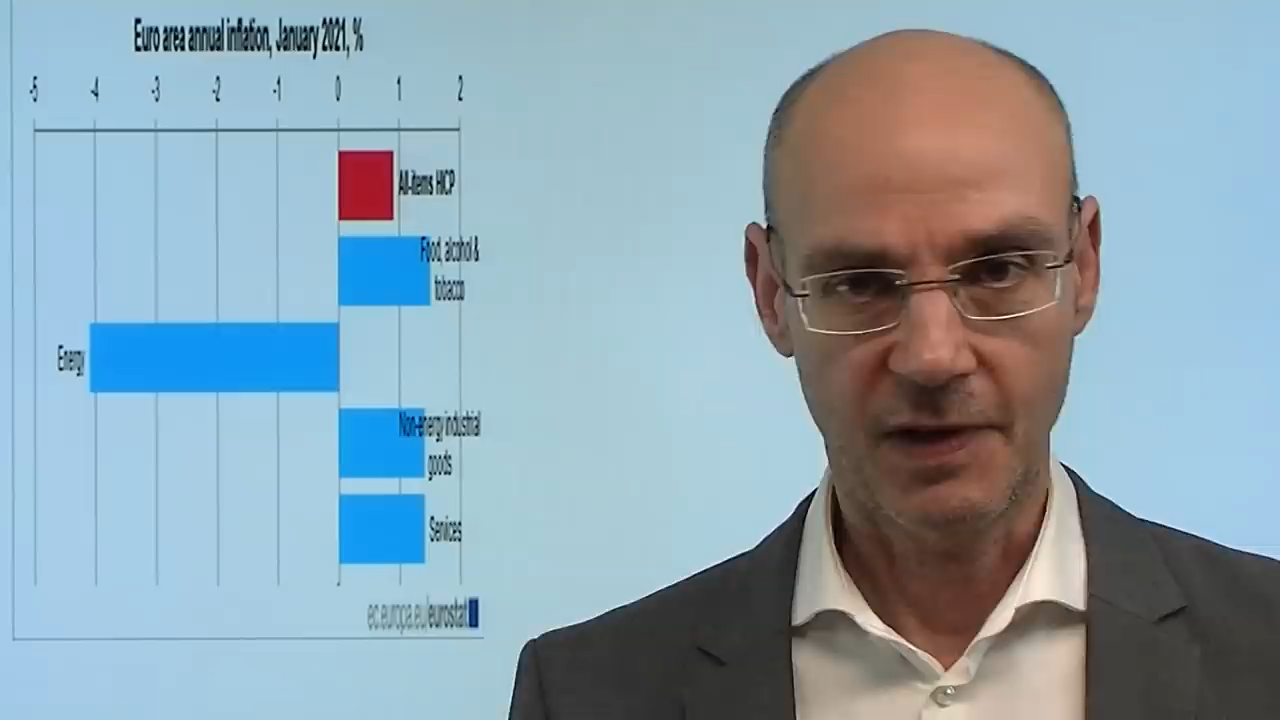 Euro area annual inflation, January 2021, %
-5 -4 -3 -2 -1 0 1 2
All-items HICP
Food, alcohol &
tobacco
Energy
Non-energy industrial
goods
Services
ec.europa.eu/eurostat